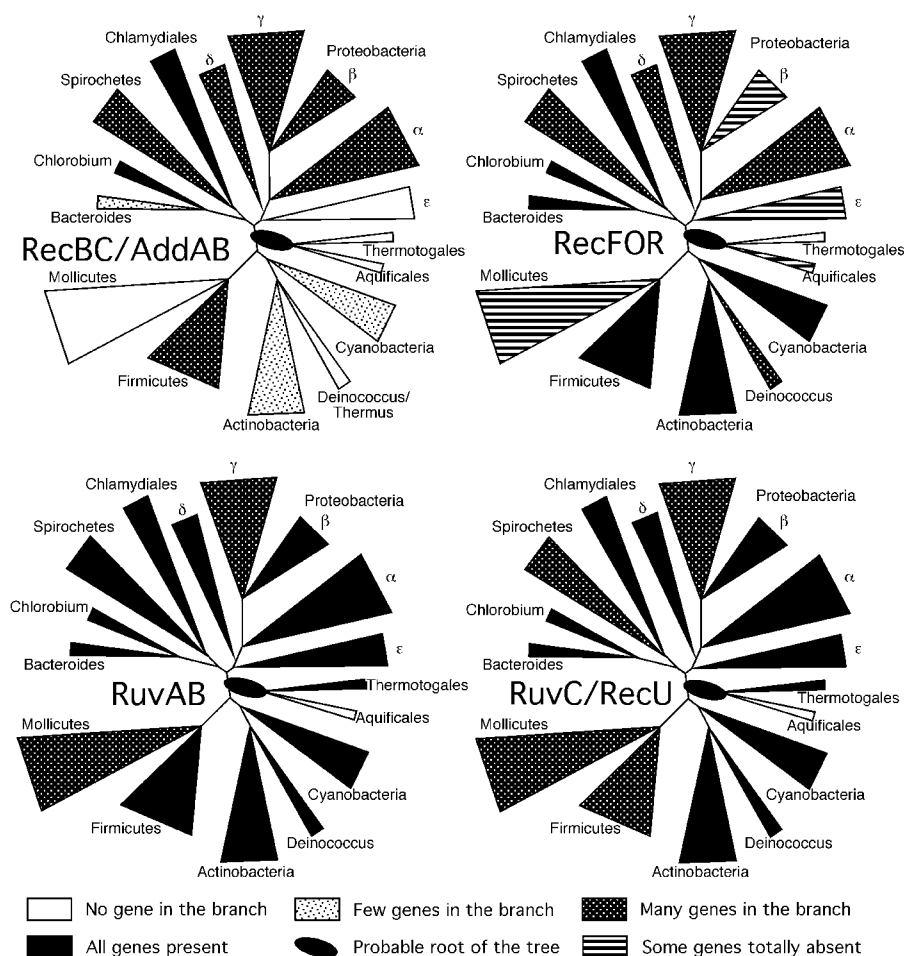 γ
Chlamydiales
Proteobacteria
δ
β
Spirochetes
α
Chlorobium
ε
Bacteroides
RecBC/AddAB
Thermotogales
Mollicutes
Aquificales
Cyanobacteria
Firmicutes
Deinococcus/
Thermus
Actinobacteria
γ
Chlamydiales
Proteobacteria
δ
β
Spirochetes
α
Chlorobium
ε
Bacteroides
RecFOR
Thermotogales
Mollicutes
Aquificales
Cyanobacteria
Firmicutes
Deinococcus
Actinobacteria
γ
Chlamydiales
Proteobacteria
δ
β
Spirochetes
α
Chlorobium
ε
Bacteroides
RuvAB
Thermotogales
Mollicutes
Aquificales
Cyanobacteria
Firmicutes
Deinococcus
Actinobacteria
γ
Chlamydiales
Proteobacteria
δ
β
Spirochetes
α
Chlorobium
ε
Bacteroides
RuvC/RecU
Thermotogales
Mollicutes
Aquificales
Cyanobacteria
Firmicutes
Deinococcus
Actinobacteria
No gene in the branch
Few genes in the branch
Many genes in the branch
All genes present
Probable root of the tree
Some genes totally absent